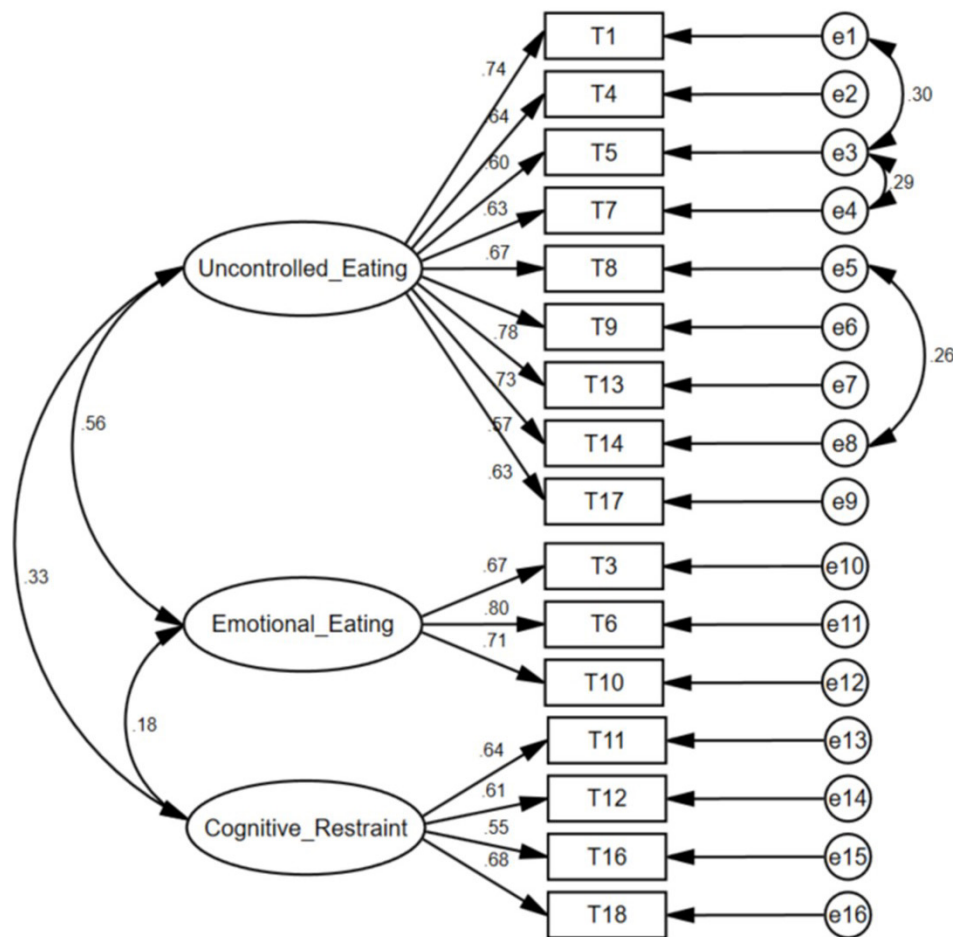 T1
e1
.74
.30
T4
e2
.64
T5
e3
.60
.29
T7
e4
.63
Uncontrolled_Eating
.67
T8
e5
T9
e6
.78
.26
T13
e7
.73
.56
T14
e8
.57
.63
T17
e9
.33
T3
e10
.67
Emotional_Eating
.80
T6
e11
.71
T10
e12
.18
T11
e13
.64
T12
e14
.61
Cognitive_Restraint
.55
T16
e15
.68
T18
e16